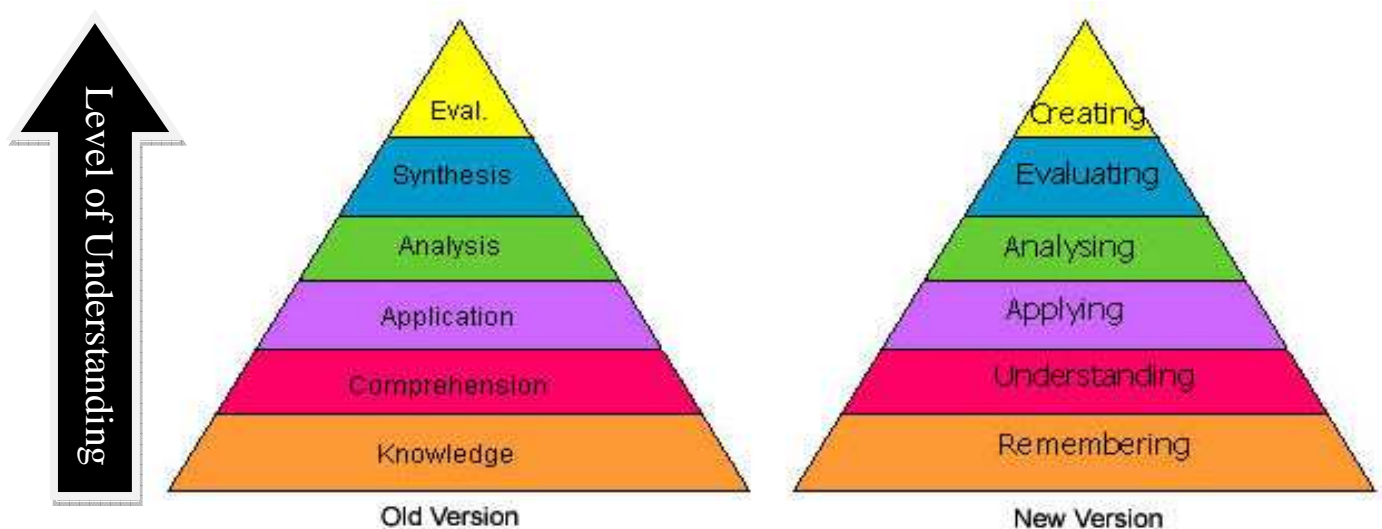 Level of Understanding
Eval.
Synthesis
Analysis
Application
Comprehension
Knowledge
Old Version
Creating
Evaluating
Analysing
Applying
Understanding
Remembering
New Version